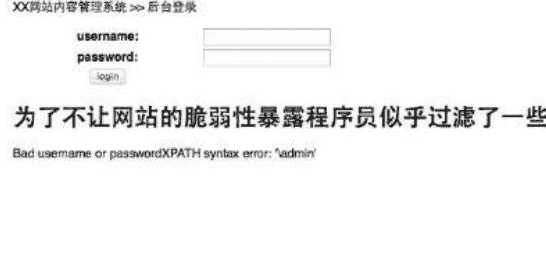 XX网站内容管理系统 >> 后台登录
username:
password:
login
为了不让网站的脆弱性暴露程序员似乎过滤了一些
Bad username or passwordXPATH syntax error: '\admin'